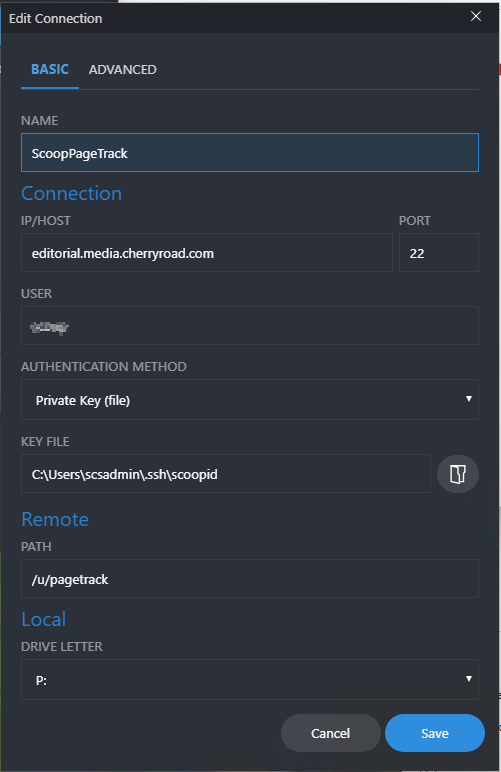 Edit Connection
BASIC ADVANCED
NAME
ScoopPageTrack
Connection
IP/HOST PORT
editorial.media.cherryroad.com 22
USER
AUTHENTICATION METHOD
Private Key (file)
KEY FILE
C:\Users\scsadmin\.ssh\scoopid
Remote
PATH
/u/pagetrack
Local
DRIVE LETTER
P:
Cancel Save